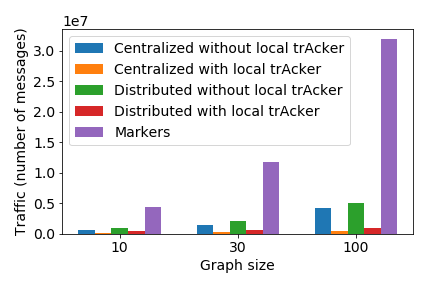 1e7
Traffic (number of messages)
3.0
2.5
2.0
1.5
1.0
0.5
0.0
Centralized without local trAcker
Centralized with local trAcker
Distributed without local trAcker
Distributed with local trAcker
Markers
10
30
100
Graph size